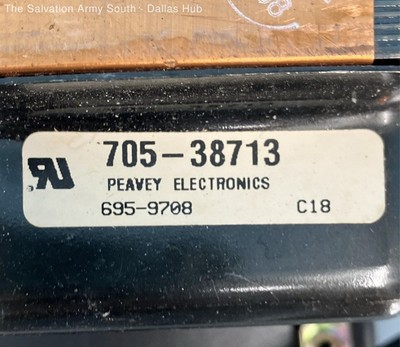 The Salvation Army South - Dallas Hub
705-38713
PEAVEY ELECTRONICS
695-9708 C18